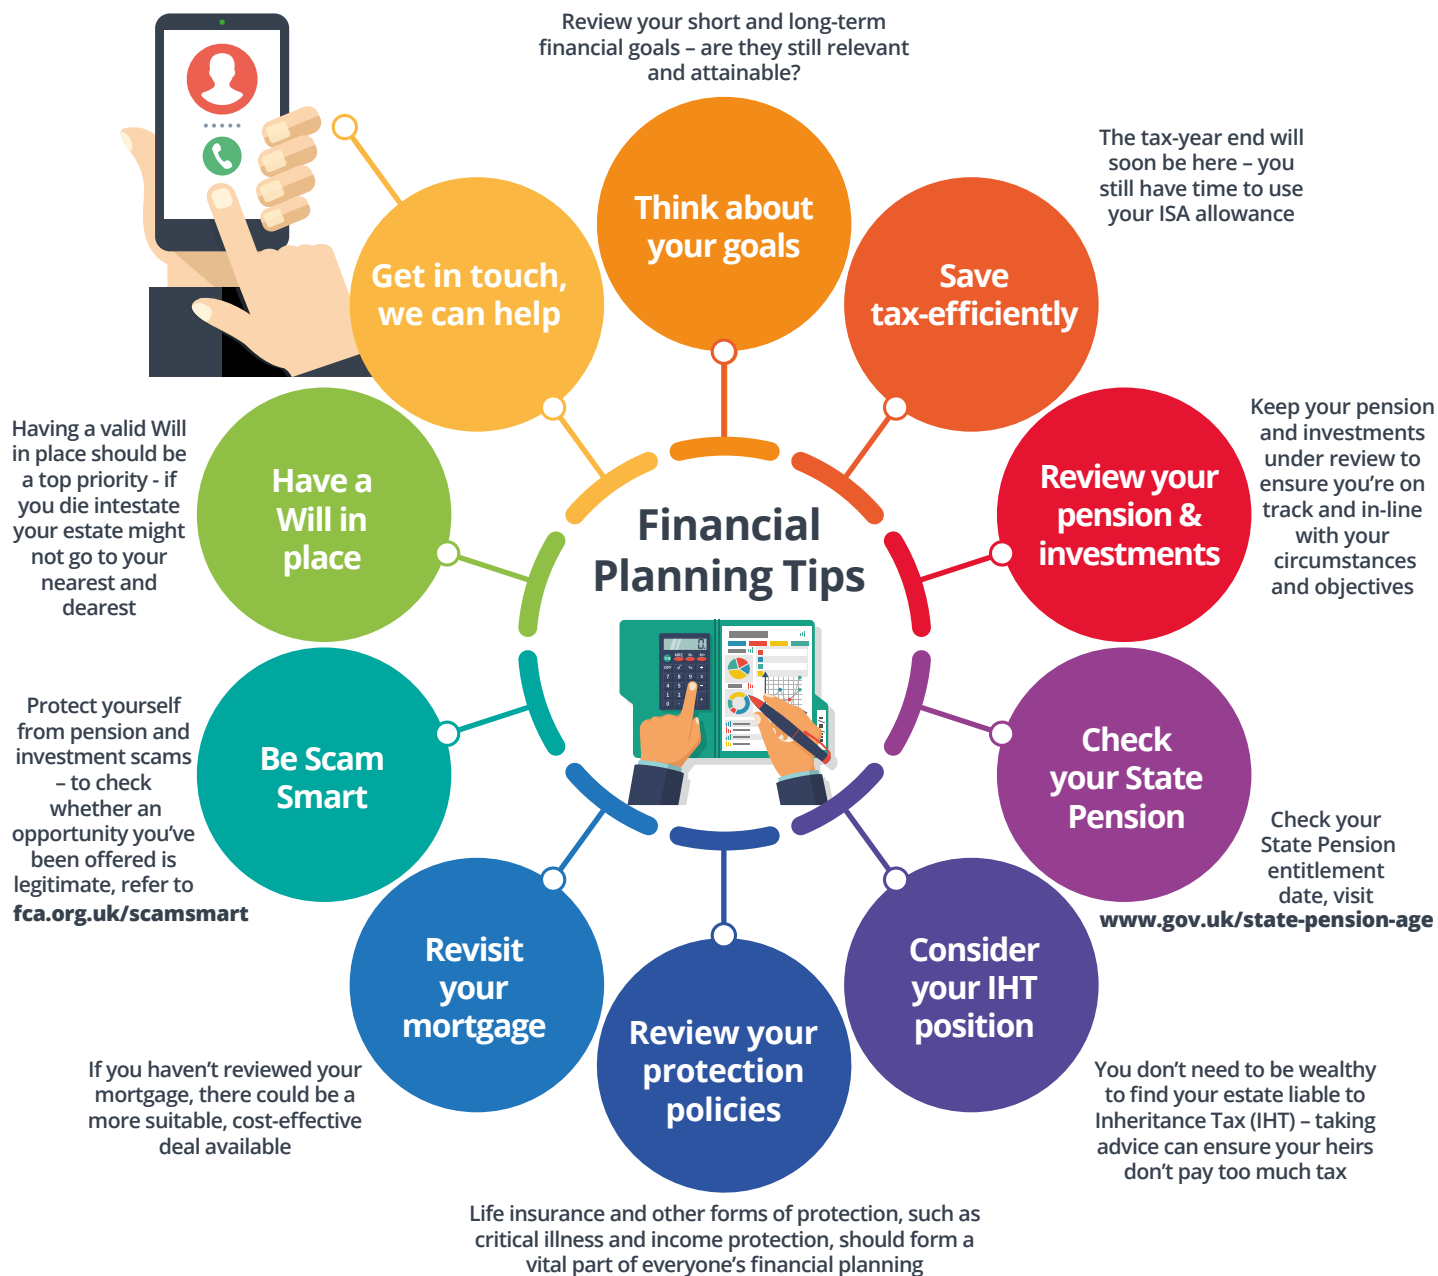 Review your short and long-term
financial goals – are they still relevant
and attainable?
Think about
your goals
The tax-year end will
soon be here – you
still have time to use
your ISA allowance
Save
tax-efficiently
Keep your pension
and investments
under review to
ensure you’re on
track and in-line
with your
circumstances
and objectives
Review your
pension &
investments
Check
your State
Pension
Check your
State Pension
entitlement
date, visit
www.gov.uk/state-pension-age
Consider
your IHT
position
You don’t need to be wealthy
to find your estate liable to
Inheritance Tax (IHT) – taking
advice can ensure your heirs
don’t pay too much tax
Review your
protection
policies
Life insurance and other forms of protection, such as
critical illness and income protection, should form a
vital part of everyone’s financial planning
Revisit
your
mortgage
If you haven’t reviewed your
mortgage, there could be a
more suitable, cost-effective
deal available
Be Scam
Smart
Protect yourself
from pension and
investment scams
– to check
whether an
opportunity you’ve
been offered is
legitimate, refer to
fca.org.uk/scamsmart
Have a
Will in
place
Having a valid Will
in place should be
a top priority - if
you die intestate
your estate might
not go to your
nearest and
dearest
Get in touch,
we can help
Financial
Planning Tips